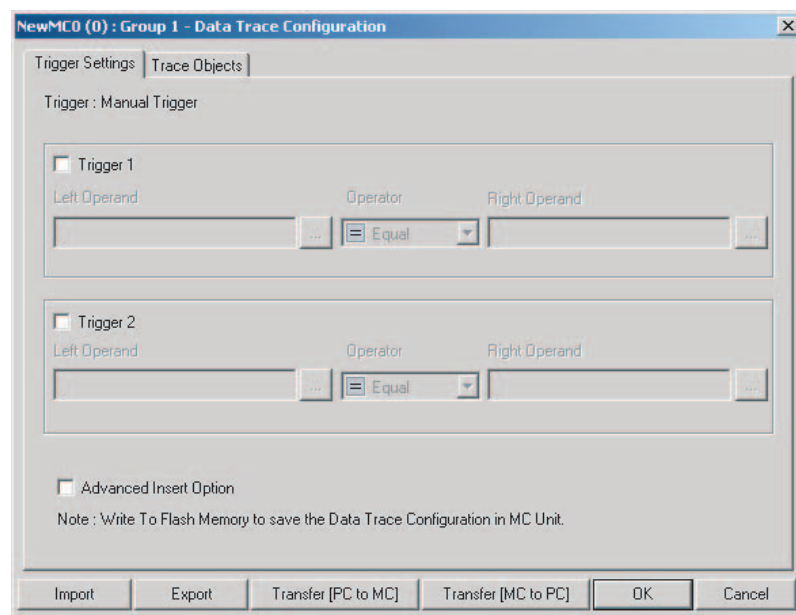 NewMC0 (0) : Group 1 - Data Trace Configuration
Trigger Settings Trace Objects
Trigger : Manual Trigger
Trigger 1
Left Operand Operator Right Operand
... = Equal ...
Trigger 2
Left Operand Operator Right Operand
... = Equal ...
Advanced Insert Option
Note : Write To Flash Memory to save the Data Trace Configuration in MC Unit.
Import Export Transfer [PC to MC] Transfer [MC to PC] OK Cancel